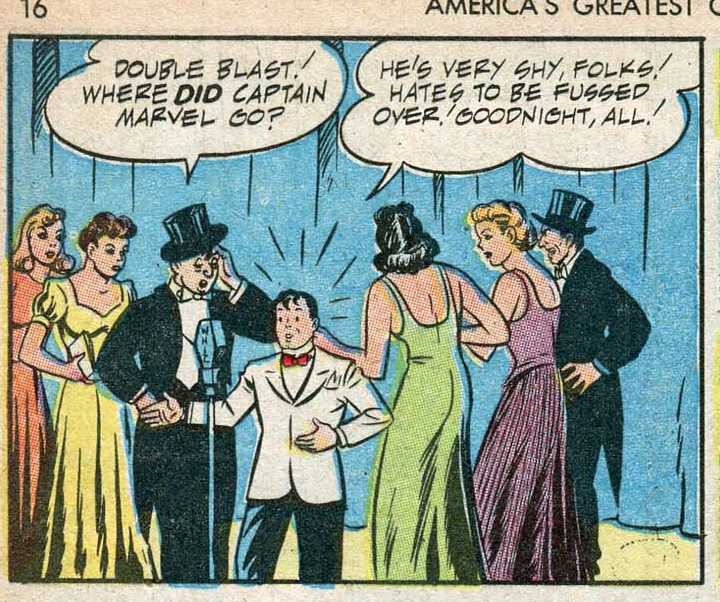 16
AMERICA'S GREATEST C
DOUBLE BLAST!
WHERE DID CAPTAIN
MARVEL GO?
HE'S VERY SHY, FOLKS!
HATES TO BE FUSSED
OVER! GOODNIGHT, ALL!